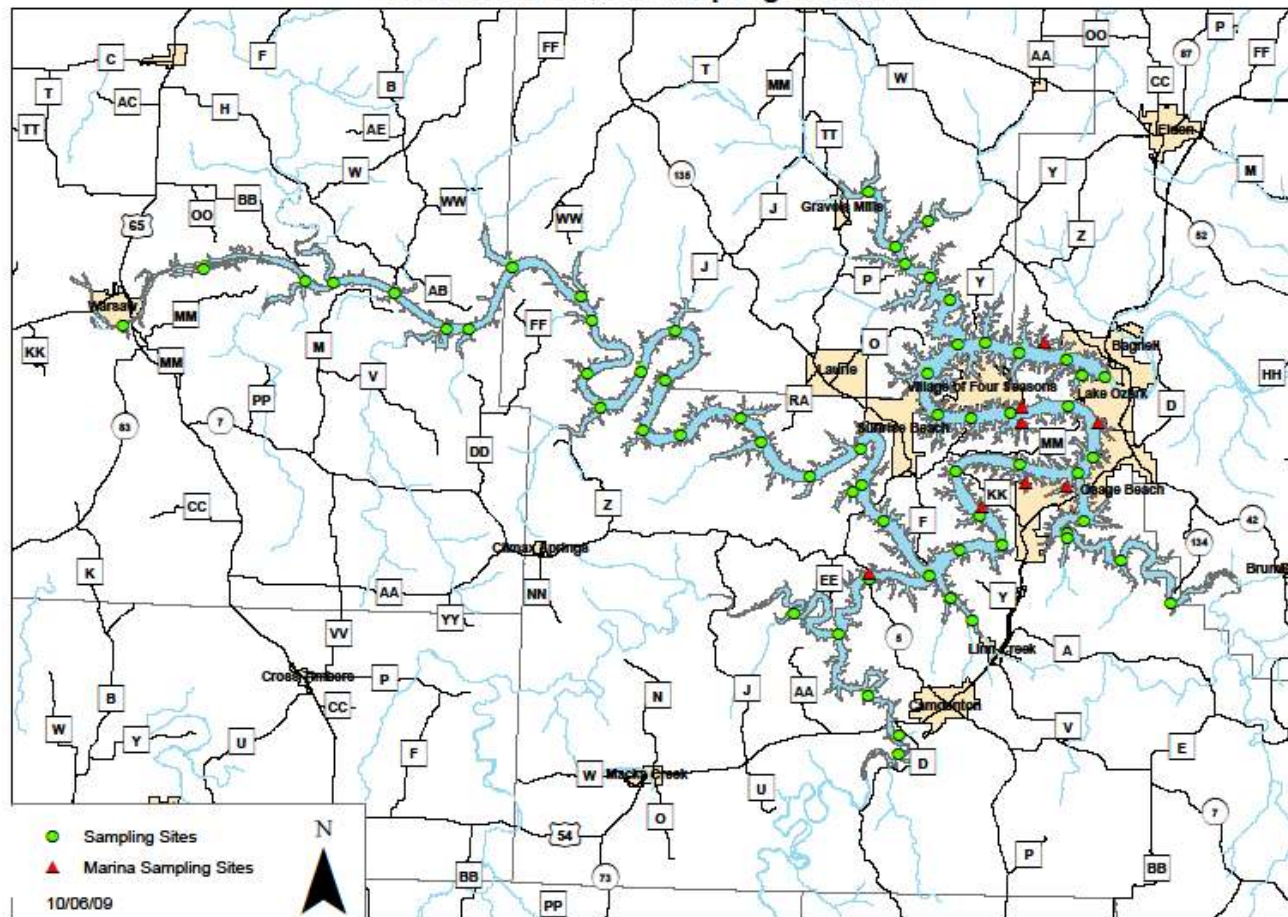 C
F
FF
T
MM
W
AA
OO
87
P
FF
T
AC
H
B
AE
TT
CC
Eldon
TT
W
135
Y
M
BB
OO
WW
WW
J
Gravois Mills
65
Z
52
J
P
Y
AB
Warsaw
MM
FF
KK
MM
M
O
Bagnell
Laurie
V
Village of Four Seasons
Lake Ozark
HH
PP
RA
D
83
7
Sunrise Beach
MM
DD
KK
Osage Beach
CC
Z
F
42
134
Climax Springs
K
EE
AA
NN
Y
YY
VV
5
Linn Creek
A
Cross Timbers
P
B
CC
N
J
AA
Camdenton
W
Y
U
F
V
E
D
W
Macks Creek
U
O
7
54
P
BB
BB
73
PP
Sampling Sites
N
Marina Sampling Sites
10/06/09